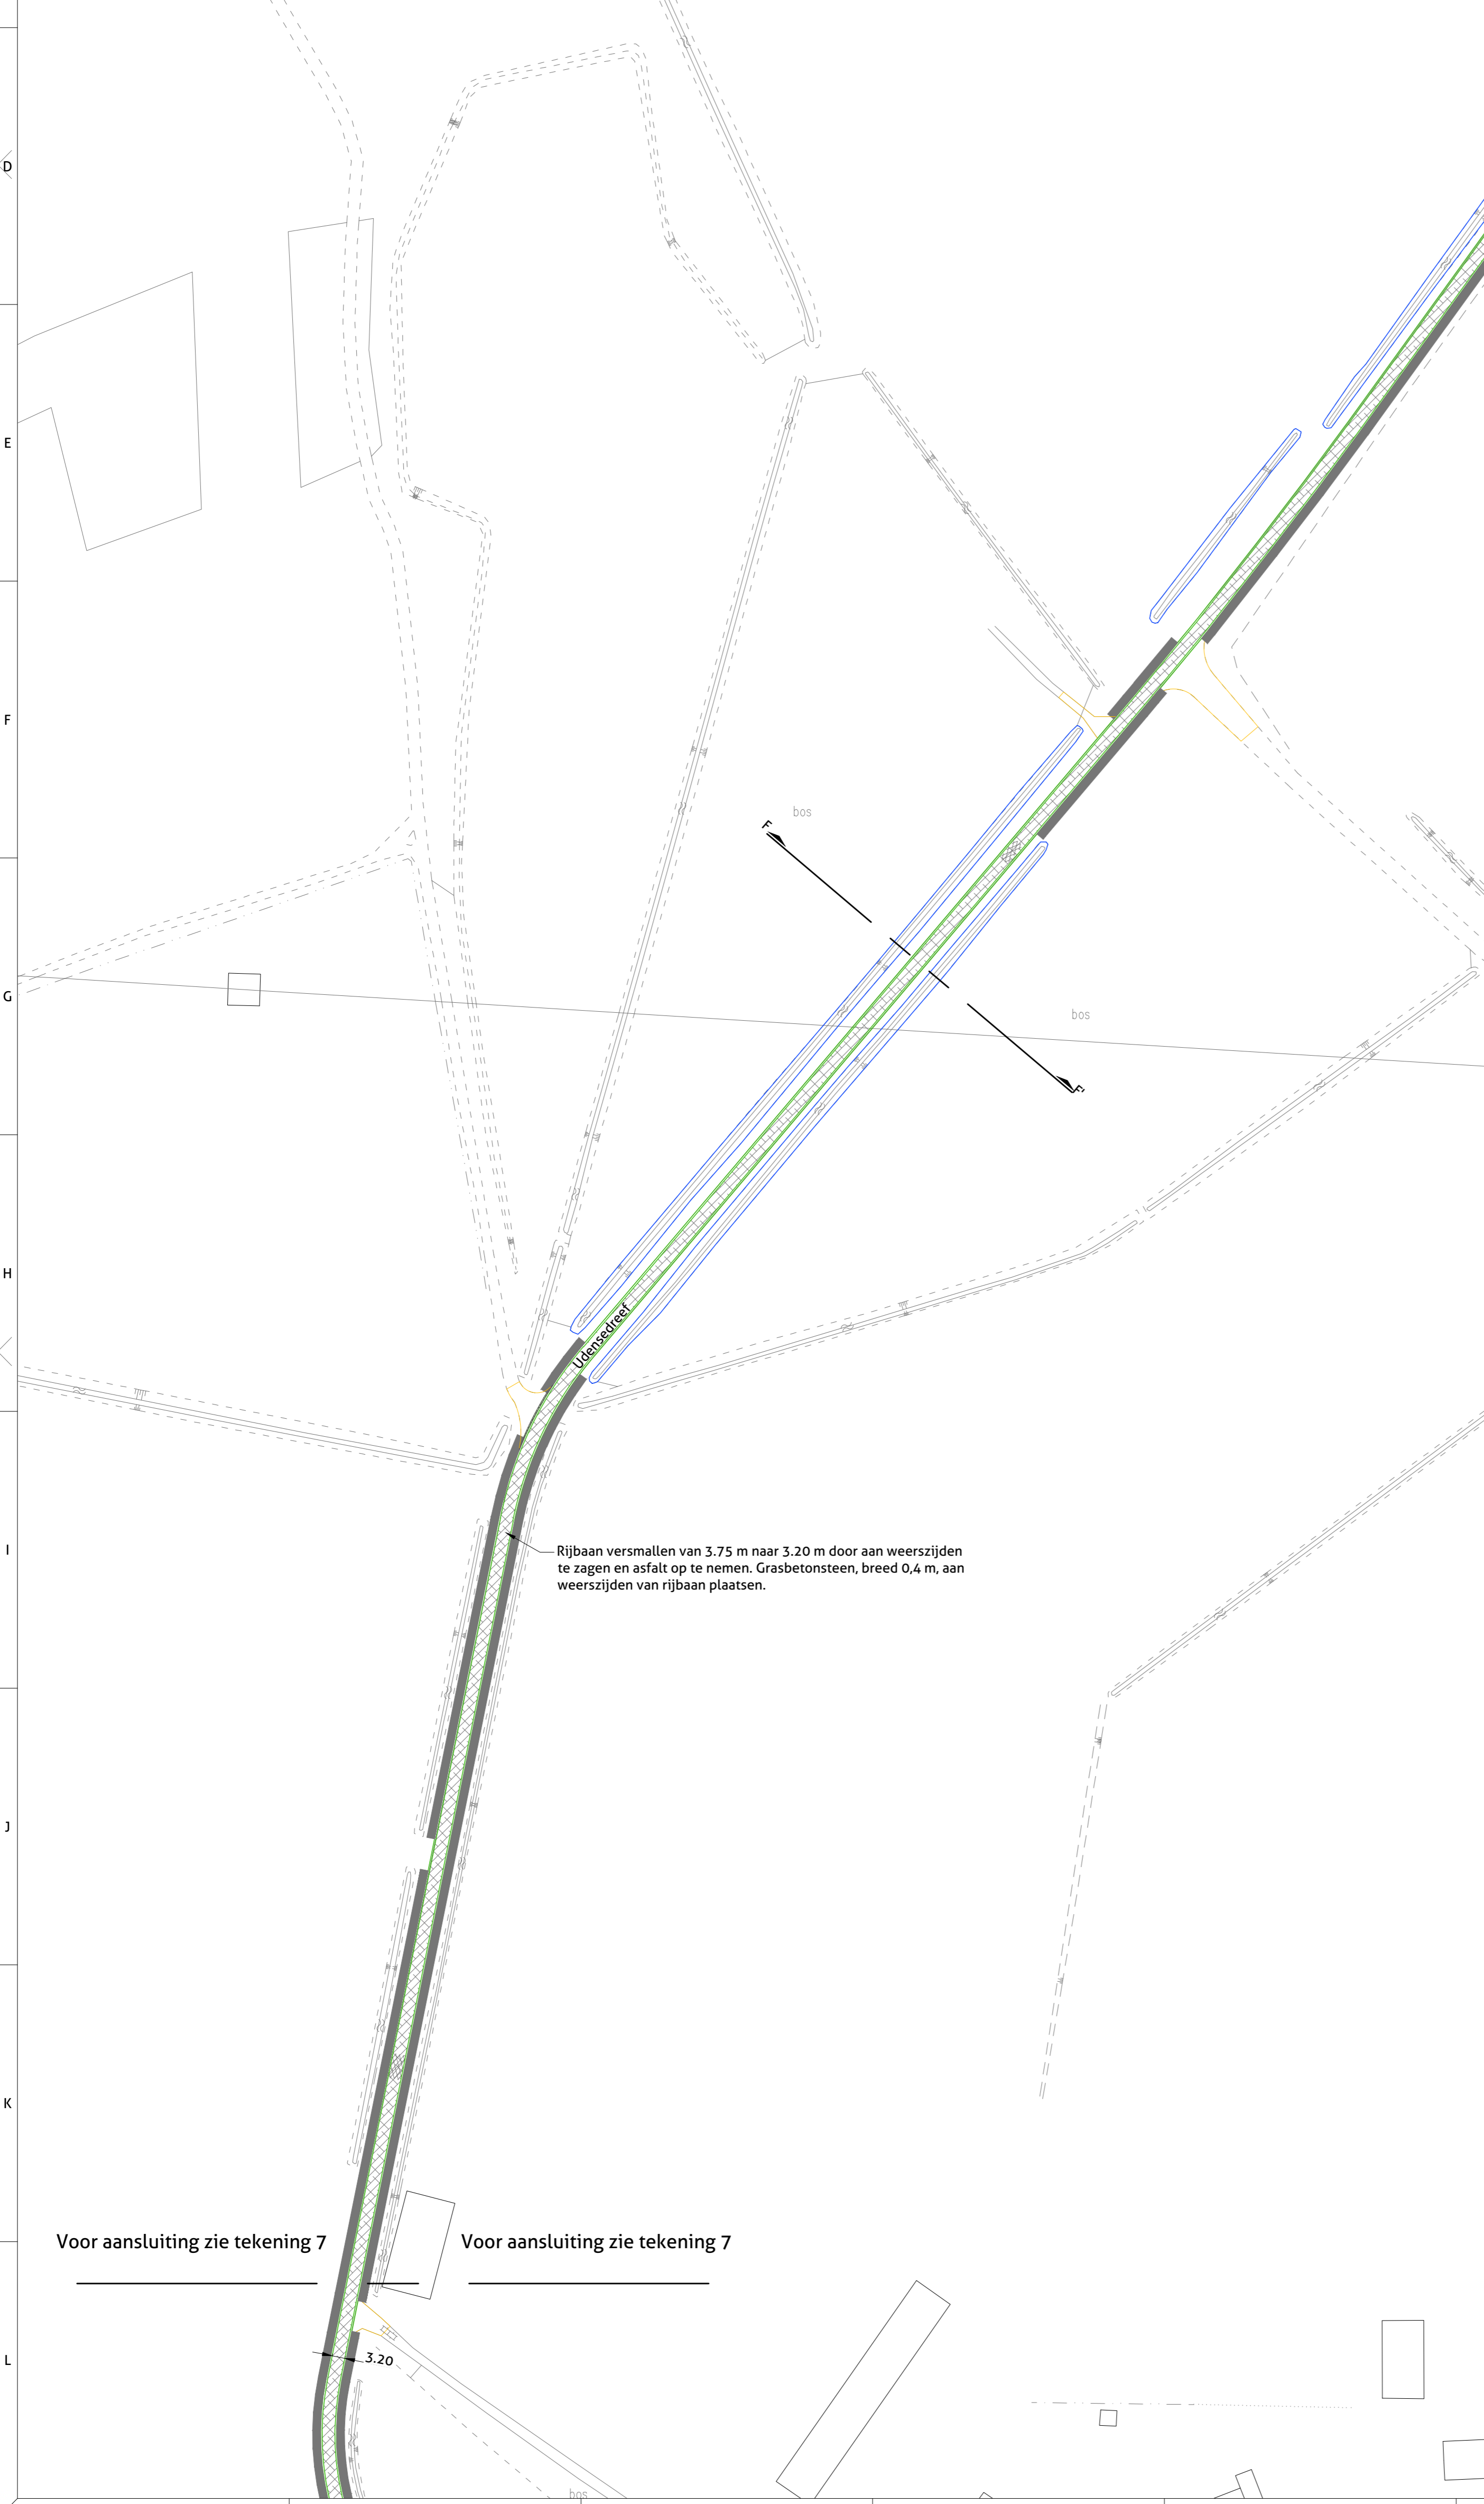 D
E
F
bos
F
G
bos
F'
H
Udensedreef
I
Rijbaan versmallen van 3.75 m naar 3.20 m door aan weerszijden
te zagen en asfalt op te nemen. Grasbetonsteen, breed 0,4 m, aan
weerszijden van rijbaan plaatsen.
J
K
Voor aansluiting zie tekening 7
Voor aansluiting zie tekening 7
L
3.20
bos